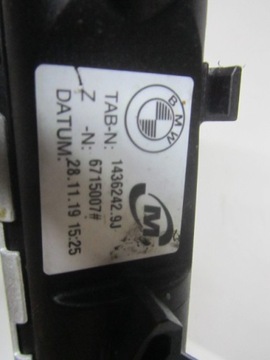 BMW
TAB-N: 1436242.9J
Z -N: 6715007#
DATUM: 28.11.19 15:25
M